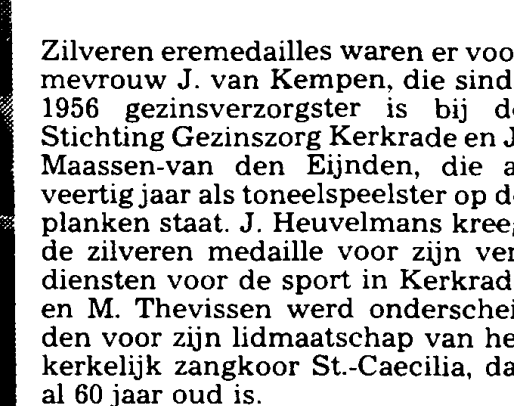 Zilveren eremedailles waren er voo
mevrouw J. van Kempen, die sind
1956 gezinsverzorgster is bij d
Stichting Gezinszorg Kerkrade en J
Maassen-van den Eijnden, die a
veertig jaar als toneelspeelster op d
planken staat. J. Heuvelmans kree
de zilveren medaille voor zijn ver
diensten voor de sport in Kerkrad
en M. Thevissen werd onderschei
den voor zijn lidmaatschap van he
kerkelijk zangkoor St.-Caecilia, da
al 60 jaar oud is.